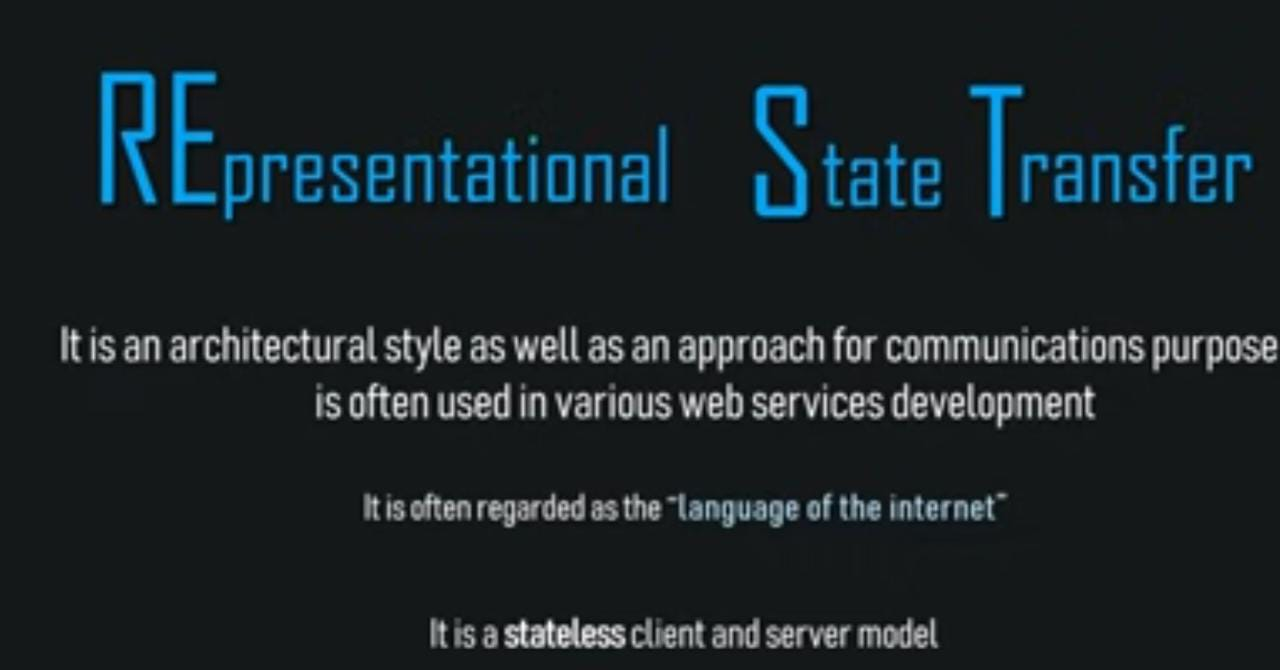 REpresentational State Transfer
It is an architectural style as well as an approach for communications purpose
is often used in various web services development
It is often regarded as the "language of the internet"
It is a stateless client and server model